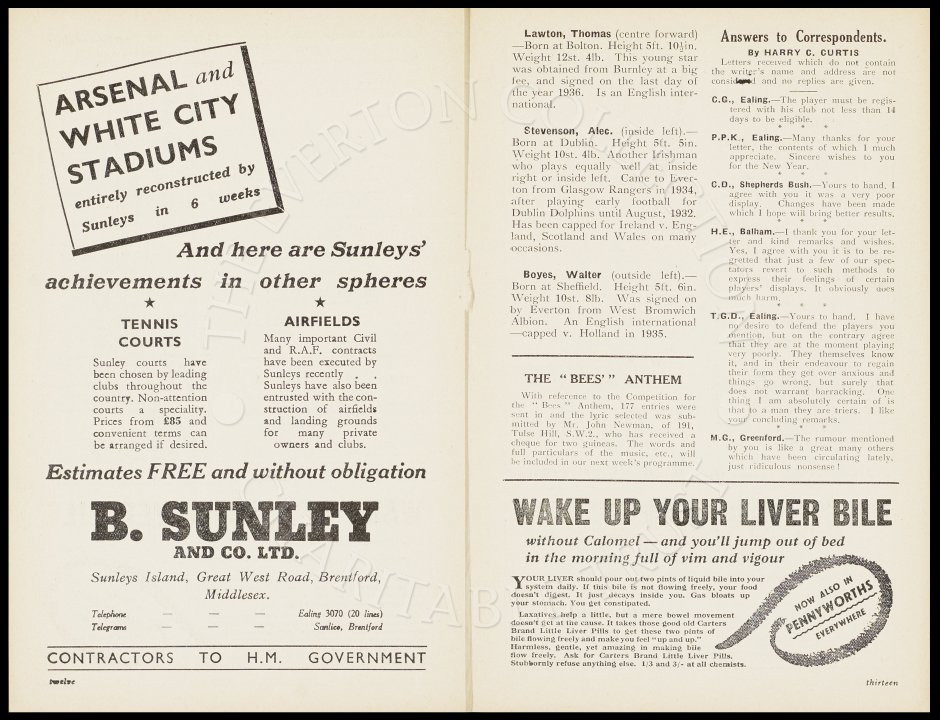 ARSENAL and
WHITE CITY
STADIUMS
entirely reconstructed by
Sunleys in 6 weeks
And here are Sunleys'
achievements in other spheres
★ ★
TENNIS
COURTS
Sunley courts have
been chosen by leading
clubs throughout the
country. Non-attention
courts a speciality.
Prices from £85 and
convenient terms can
be arranged if desired.
AIRFIELDS
Many important Civil
and R.A.F. contracts
have been executed by
Sunleys recently . .
Sunleys have also been
entrusted with the con-
struction of airfields
and landing grounds
for many private
owners and clubs.
Estimates FREE and without obligation
B. SUNLEY
AND CO. LTD.
Sunleys Island, Great West Road, Brentford,
Middlesex.
Telephone — — — Ealing 3070 (20 lines)
Telegrams — — — Sunlico, Brentford
CONTRACTORS TO H.M. GOVERNMENT
twelve
Lawton, Thomas (centre forward)
—Born at Bolton. Height 5ft. 10½in.
Weight 12st. 4lb. This young star
was obtained from Burnley at a big
fee, and signed on the last day of
the year 1936. Is an English inter-
national.
Stevenson, Alec. (inside left).—
Born at Dublin. Height 5ft. 5in.
Weight 10st. 4lb. Another Irishman
who plays equally well at inside
right or inside left. Came to Ever-
ton from Glasgow Rangers in 1934,
after playing early football for
Dublin Dolphins until August, 1932.
Has been capped for Ireland v. Eng-
land, Scotland and Wales on many
occasions.
Boyes, Walter (outside left).—
Born at Sheffield. Height 5ft. 6in.
Weight 10st. 8lb. Was signed on
by Everton from West Bromwich
Albion. An English international
—capped v. Holland in 1935.
THE "BEES'" ANTHEM
With reference to the Competition for
the "Bees" Anthem, 177 entries were
sent in and the lyric selected was sub-
mitted by Mr. John Newman, of 191,
Tulse Hill, S.W.2., who has received a
cheque for two guineas. The words and
full particulars of the music, etc., will
be included in our next week's programme.
Answers to Correspondents.
By HARRY C. CURTIS
Letters received which do not contain
the writer's name and address are not
considered and no replies are given.
C.G., Ealing.—The player must be regis-
tered with his club not less than 14
days to be eligible.
* * *
P.P.K., Ealing.—Many thanks for your
letter, the contents of which I much
appreciate. Sincere wishes to you
for the New Year.
* * *
C.D., Shepherds Bush.—Yours to hand, I
agree with you it was a very poor
display. Changes have been made
which I hope will bring better results.
* * *
H.E., Balham.—I thank you for your let-
ter and kind remarks and wishes.
Yes, I agree with you it is to be re-
gretted that just a few of our spec-
tators revert to such methods to
express their feelings of certain
players' displays. It obviously does
much harm.
* * *
T.G.D., Ealing.—Yours to hand. I have
no desire to defend the players you
mention, but on the contrary agree
that they are at the moment playing
very poorly. They themselves know
it, and in their endeavour to regain
their form they get over anxious and
things go wrong, but surely that
does not warrant barracking. One
thing I am absolutely certain of is
that to a man they are triers. I like
your concluding remarks.
* * *
M.G., Greenford.—The rumour mentioned
by you is like a great many others
which have been circulating lately,
just ridiculous nonsense!
WAKE UP YOUR LIVER BILE
without Calomel — and you'll jump out of bed
in the morning full of vim and vigour
YOUR LIVER should pour out two pints of liquid bile into your
system daily. If this bile is not flowing freely, your food
doesn't digest. It just decays inside you. Gas bloats up
your stomach. You get constipated.
Laxatives help a little, but a mere bowel movement
doesn't get at the cause. It takes those good old Carters
Brand Little Liver Pills to get these two pints of
bile flowing freely and make you feel "up and up."
Harmless, gentle, yet amazing in making bile
flow freely. Ask for Carters Brand Little Liver Pills.
Stubbornly refuse anything else. 1/3 and 3/- at all chemists.
NOW ALSO IN
PENNYWORTHS
EVERYWHERE
thirteen
THE EVERTON COLLECTION
CHARITABLE TRUST